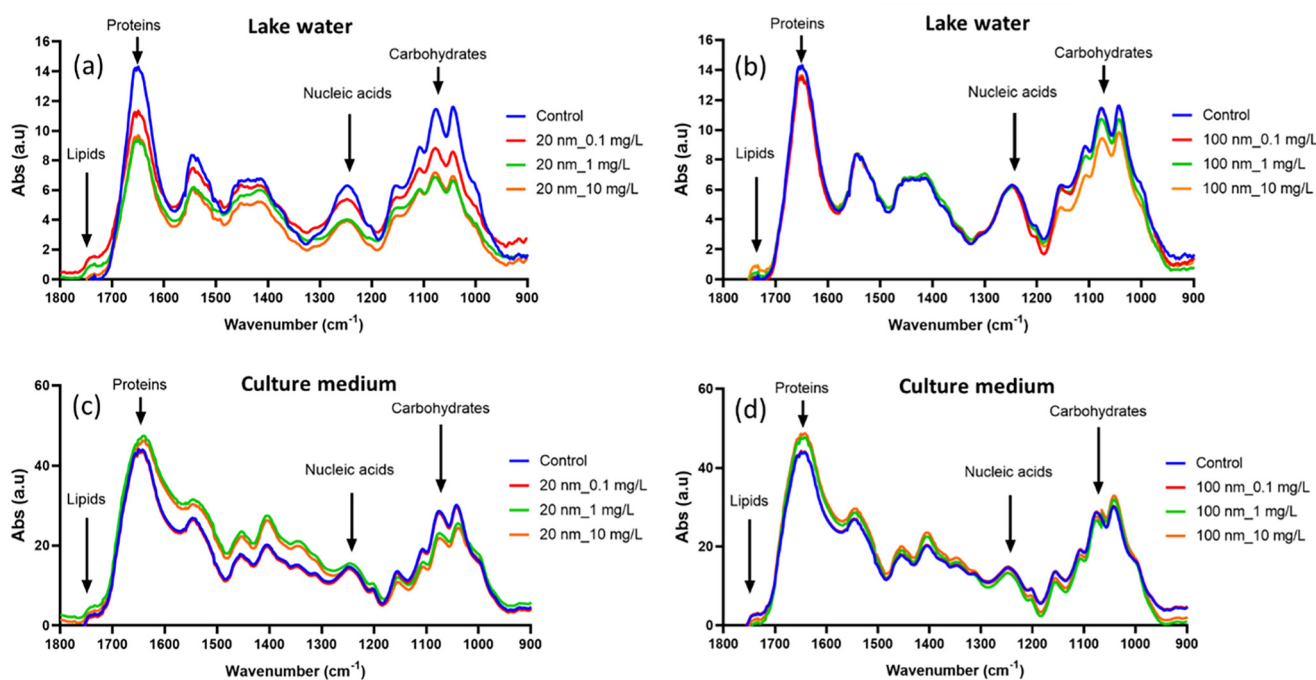 Lake water
(a)
Proteins
Carbohydrates
Nucleic acids
Lipids
Abs (a.u)
16
14
12
10
8
6
4
2
0
1800 1700 1600 1500 1400 1300 1200 1100 1000 900
Wavenumber (cm⁻¹)
Control
20 nm_0.1 mg/L
20 nm_1 mg/L
20 nm_10 mg/L
Lake water
(b)
Proteins
Carbohydrates
Nucleic acids
Lipids
Abs (a.u)
16
14
12
10
8
6
4
2
0
1800 1700 1600 1500 1400 1300 1200 1100 1000 900
Wavenumber (cm⁻¹)
Control
100 nm_0.1 mg/L
100 nm_1 mg/L
100 nm_10 mg/L
Culture medium
(c)
Proteins
Carbohydrates
Nucleic acids
Lipids
Abs (a.u)
60
40
20
0
1800 1700 1600 1500 1400 1300 1200 1100 1000 900
Wavenumber (cm⁻¹)
Control
20 nm_0.1 mg/L
20 nm_1 mg/L
20 nm_10 mg/L
Culture medium
(d)
Proteins
Carbohydrates
Nucleic acids
Lipids
Abs (a.u)
60
40
20
0
1800 1700 1600 1500 1400 1300 1200 1100 1000 900
Wavenumber (cm⁻¹)
Control
100 nm_0.1 mg/L
100 nm_1 mg/L
100 nm_10 mg/L